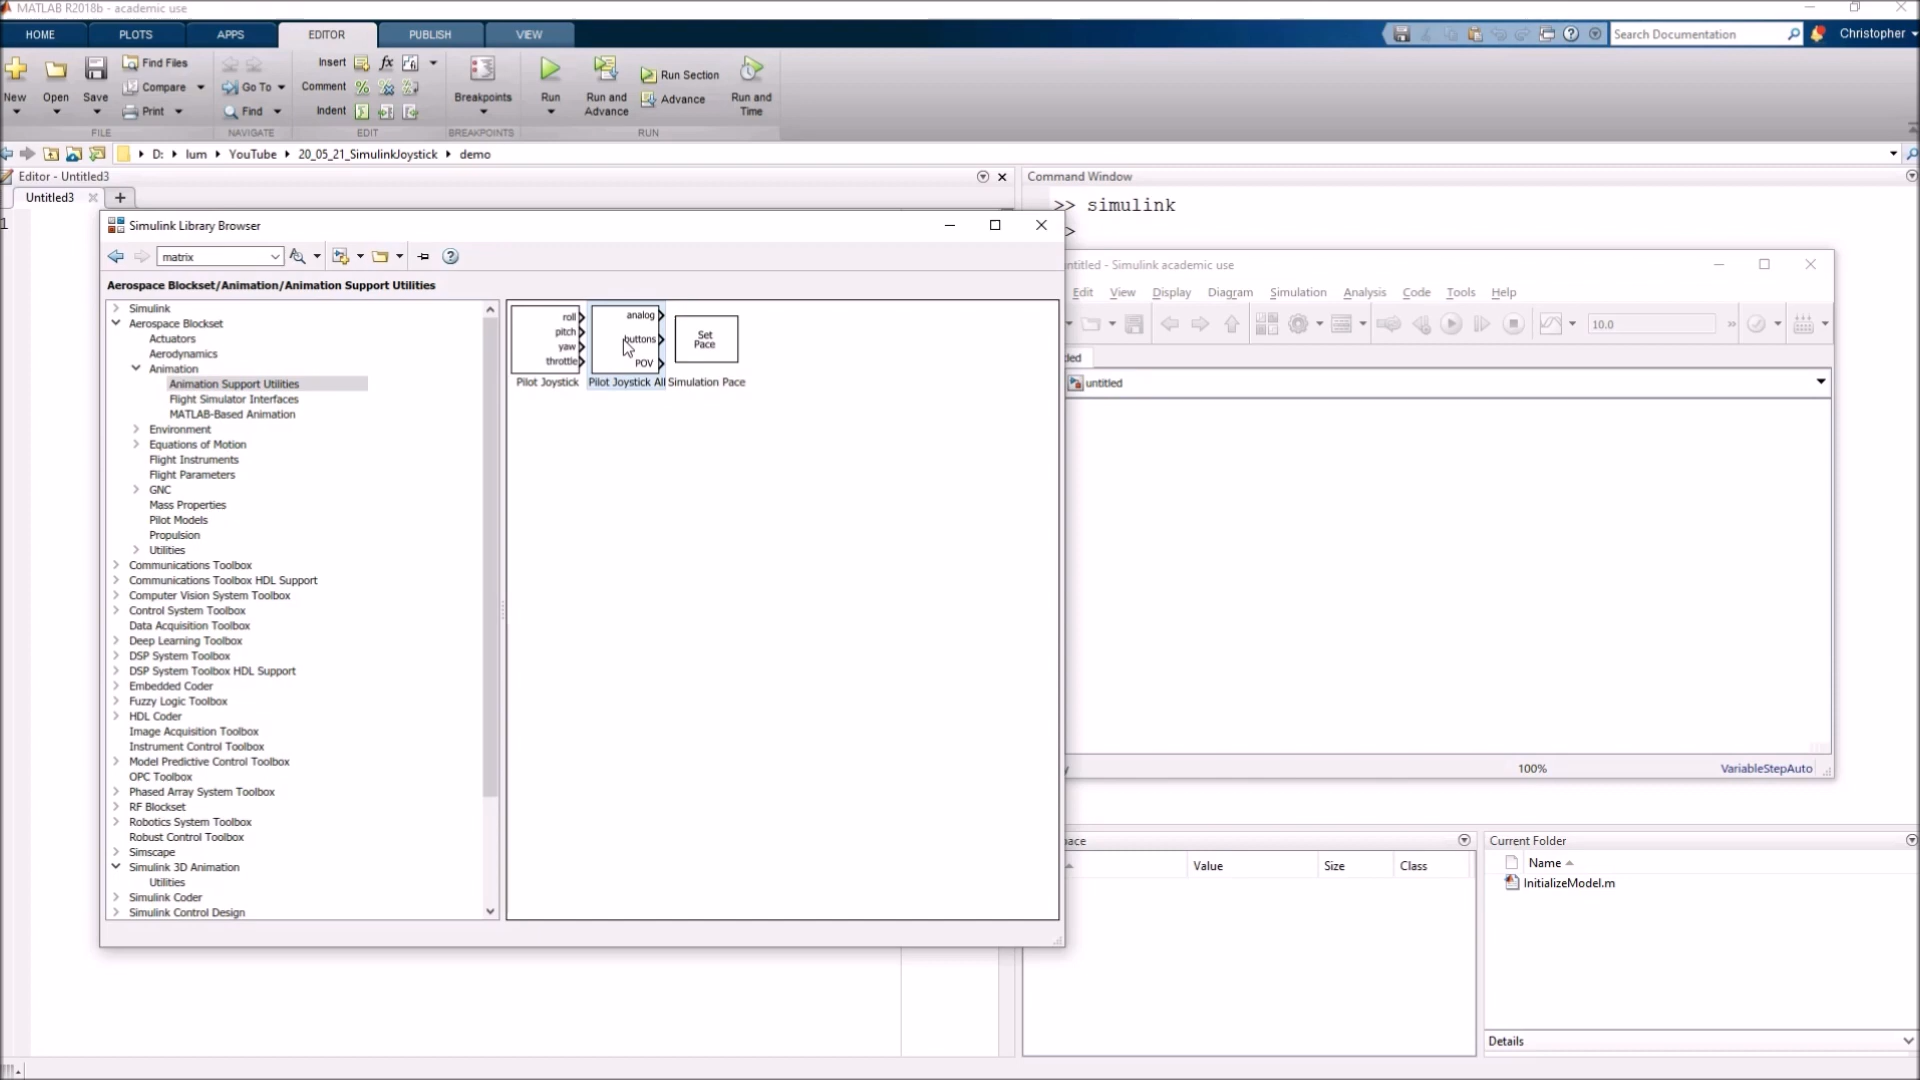 MATLAB R2018b - academic use
HOME PLOTS APPS EDITOR PUBLISH VIEW
Search Documentation
Christopher
New Open Save
Find Files
Compare
Print
Go To
Find
Insert
Comment
Indent
fx
Breakpoints
Run
Run and Advance
Run Section
Advance
Run and Time
FILE NAVIGATE EDIT BREAKPOINTS RUN
D: lum YouTube 20_05_21_SimulinkJoystick demo
Editor - Untitled3
Untitled3
1
Command Window
>> simulink
>
Simulink Library Browser
matrix
Aerospace Blockset/Animation/Animation Support Utilities
Simulink
Aerospace Blockset
Actuators
Aerodynamics
Animation
Animation Support Utilities
Flight Simulator Interfaces
MATLAB-Based Animation
Environment
Equations of Motion
Flight Instruments
Flight Parameters
GNC
Mass Properties
Pilot Models
Propulsion
Utilities
Communications Toolbox
Communications Toolbox HDL Support
Computer Vision System Toolbox
Control System Toolbox
Data Acquisition Toolbox
Deep Learning Toolbox
DSP System Toolbox
DSP System Toolbox HDL Support
Embedded Coder
Fuzzy Logic Toolbox
HDL Coder
Image Acquisition Toolbox
Instrument Control Toolbox
Model Predictive Control Toolbox
OPC Toolbox
Phased Array System Toolbox
RF Blockset
Robotics System Toolbox
Robust Control Toolbox
Simscape
Simulink 3D Animation
Utilities
Simulink Coder
Simulink Control Design
roll
pitch
yaw
throttle
Pilot Joystick
analog
buttons
POV
Pilot Joystick All
Set
Pace
Simulation Pace
ntitled - Simulink academic use
Edit View Display Diagram Simulation Analysis Code Tools Help
10.0
led
untitled
100%
VariableStepAuto
ace
Value Size Class
Current Folder
Name
InitializeModel.m
Details